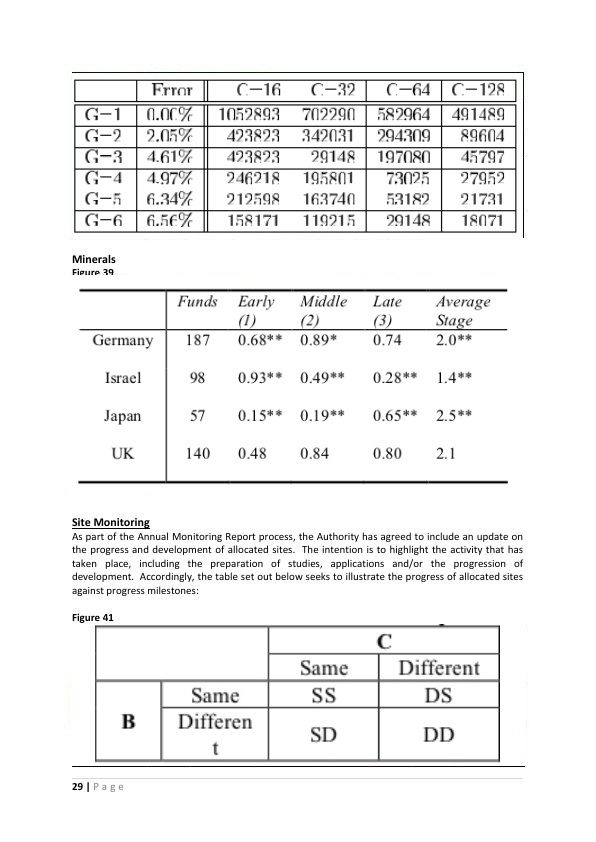 Error C-16 C-32 C-64 C-128
G-1 0.00% 1052893 702290 582964 491489
G-2 2.05% 423823 342031 294309 89604
G-3 4.61% 423823 29148 197080 45797
G-4 4.97% 246218 195801 73025 27952
G-5 6.34% 212598 163740 53182 21731
G-6 6.56% 158171 119215 29148 18071
Minerals
Figure 39
Funds Early Middle Late Average
(1) (2) (3) Stage
Germany 187 0.68** 0.89* 0.74 2.0**
Israel 98 0.93** 0.49** 0.28** 1.4**
Japan 57 0.15** 0.19** 0.65** 2.5**
UK 140 0.48 0.84 0.80 2.1
Site Monitoring
As part of the Annual Monitoring Report process, the Authority has agreed to include an update on
the progress and development of allocated sites. The intention is to highlight the activity that has
taken place, including the preparation of studies, applications and/or the progression of
development. Accordingly, the table set out below seeks to illustrate the progress of allocated sites
against progress milestones:
Figure 41
C
Same Different
B Same SS DS
Differen
t SD DD
29 | Page